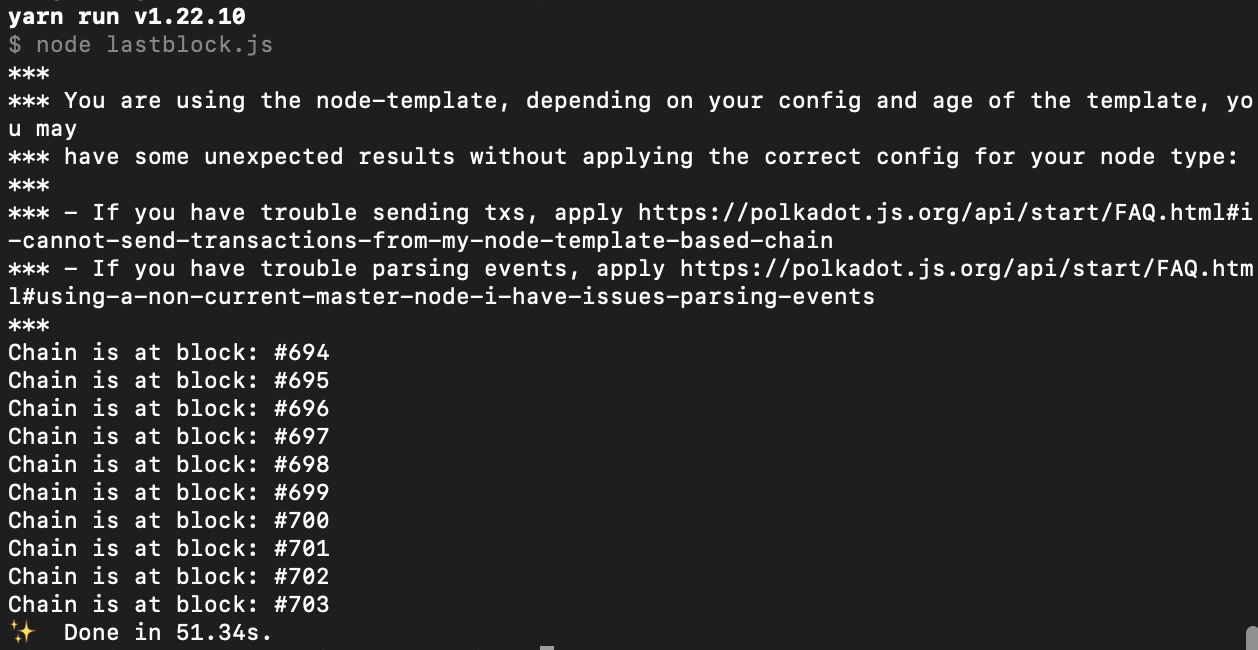 yarn run v1.22.10
$ node lastblock.js
***
*** You are using the node-template, depending on your config and age of the template, yo
u may
*** have some unexpected results without applying the correct config for your node type:
***
*** - If you have trouble sending txs, apply https://polkadot.js.org/api/start/FAQ.html#i
-cannot-send-transactions-from-my-node-template-based-chain
*** - If you have trouble parsing events, apply https://polkadot.js.org/api/start/FAQ.htm
l#using-a-non-current-master-node-i-have-issues-parsing-events
***
Chain is at block: #694
Chain is at block: #695
Chain is at block: #696
Chain is at block: #697
Chain is at block: #698
Chain is at block: #699
Chain is at block: #700
Chain is at block: #701
Chain is at block: #702
Chain is at block: #703
✨ Done in 51.34s.